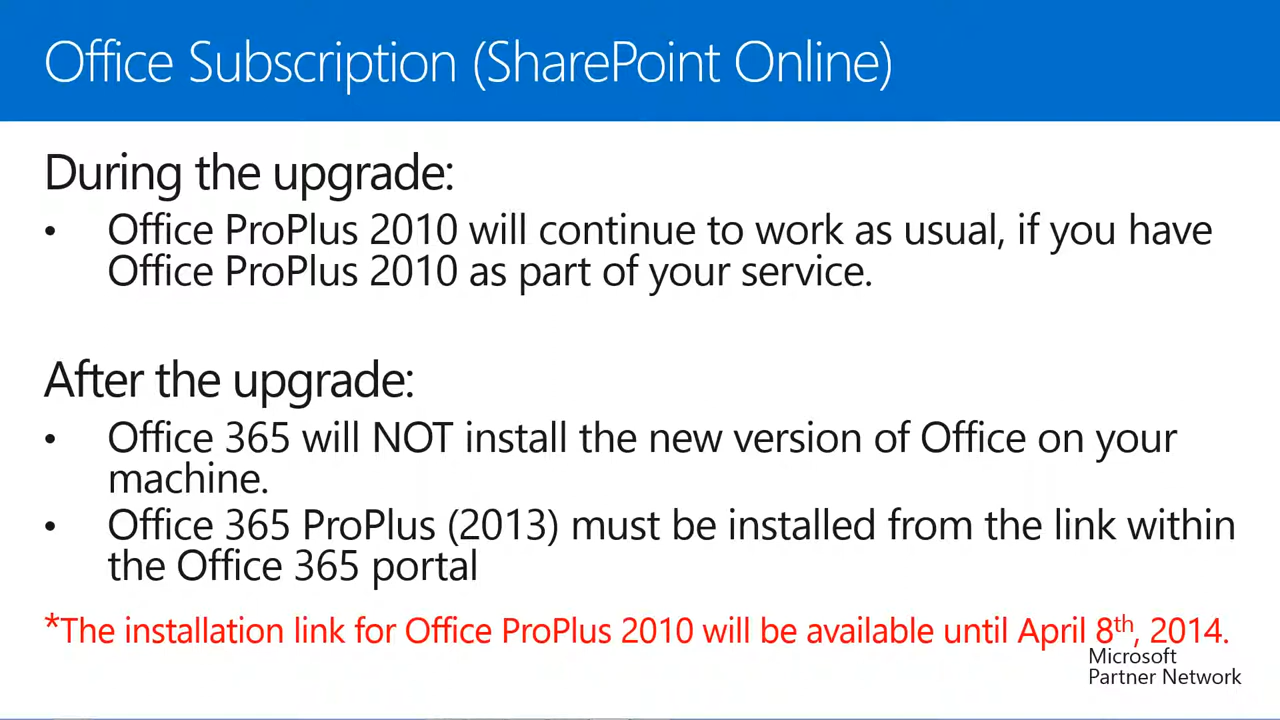 Office Subscription (SharePoint Online)
During the upgrade:
• Office ProPlus 2010 will continue to work as usual, if you have
Office ProPlus 2010 as part of your service.
After the upgrade:
• Office 365 will NOT install the new version of Office on your
machine.
• Office 365 ProPlus (2013) must be installed from the link within
the Office 365 portal
*The installation link for Office ProPlus 2010 will be available until April 8th, 2014.
Microsoft
Partner Network